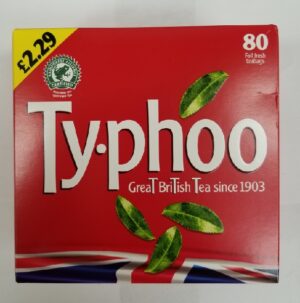 £2.29
80
Foil fresh
teabags
Ty·phoo
GreaT BriTish Tea since 1903